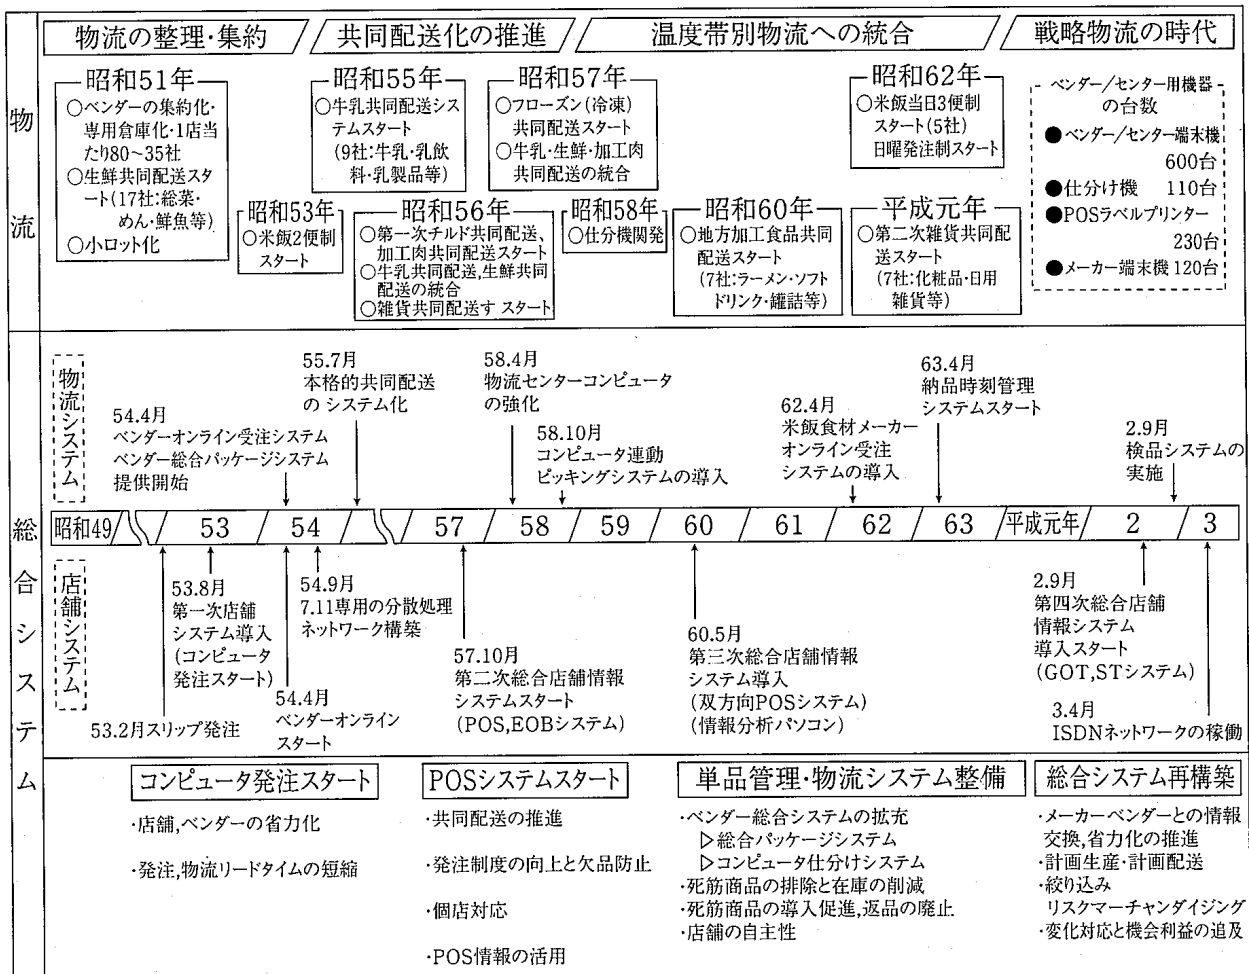 物流
物流の整理・集約
共同配送化の推進
温度帯別物流への統合
戦略物流の時代
昭和51年
○ベンダーの集約化・
専用倉庫化・1店当
たり80~35社
○生鮮共同配送スタ
ート(17社:総菜・
めん・鮮魚等)
○小ロット化
昭和53年
○米飯2便制
スタート
昭和55年
○牛乳共同配送シス
テムスタート
(9社:牛乳・乳飲
料・乳製品等)
昭和56年
○第一次チルド共同配送、
加工肉共同配送スタート
○牛乳共同配送,生鮮共同
配送の統合
○雑貨共同配送す スタート
昭和57年
○フローズン(冷凍)
共同配送スタート
○牛乳・生鮮・加工肉
共同配送の統合
昭和58年
○仕分機開発
昭和60年
○地方加工食品共同
配送スタート
(7社:ラーメン・ソフト
ドリンク・罐詰等)
昭和62年
○米飯当日3便制
スタート(5社)
日曜発注制スタート
平成元年
○第二次雑貨共同配
送スタート
(7社:化粧品・日用
雑貨等)
ベンダー/センター用機器
の台数
●ベンダー/センター端末機
600台
●仕分け機 110台
●POSラベルプリンター
230台
●メーカー端末機120台
総合システム
物流システム
54.4月
ベンダーオンライン受注システム
ベンダー総合パッケージシステム
提供開始
55.7月
本格的共同配送
の システム化
58.4月
物流センターコンピュータ
の強化
58.10月
コンピュータ連動
ピッキングシステムの導入
62.4月
米飯食材メーカー
オンライン受注
システムの導入
63.4月
納品時刻管理
システムスタート
2.9月
検品システムの
実施
昭和49 53 54 57 58 59 60 61 62 63 平成元年 2 3
店舗システム
53.2月スリップ発注
53.8月
第一次店舗
システム導入
(コンピュータ
発注スタート)
54.4月
ベンダーオンライン
スタート
54.9月
7.11専用の分散処理
ネットワーク構築
57.10月
第二次総合店舗情報
システムスタート
(POS,EOBシステム)
60.5月
第三次総合店舗情報
システム導入
(双方向POSシステム)
(情報分析パソコン)
2.9月
第四次総合店舗
情報システム
導入スタート
(GOT,STシステム)
3.4月
ISDNネットワークの稼働
コンピュータ発注スタート
・店舗,ベンダーの省力化
・発注,物流リードタイムの短縮
POSシステムスタート
・共同配送の推進
・発注制度の向上と欠品防止
・個店対応
・POS情報の活用
単品管理・物流システム整備
・ベンダー総合システムの拡充
▷総合パッケージシステム
▷コンピュータ仕分けシステム
・死筋商品の排除と在庫の削減
・死筋商品の導入促進,返品の廃止
・店舗の自主性
総合システム再構築
・メーカーベンダーとの情報
交換,省力化の推進
・計画生産・計画配送
・絞り込み
リスクマーチャンダイジング
・変化対応と機会利益の追及